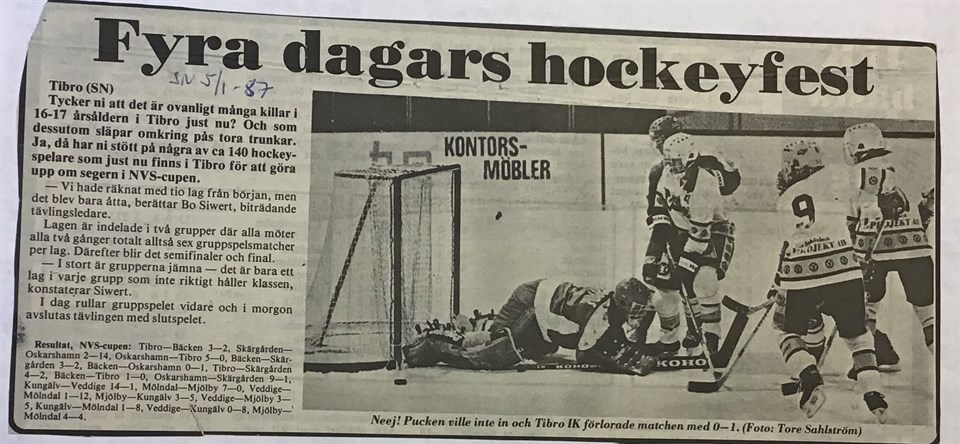 Fyra dagars hockeyfest
SN 5/1-87
Tibro (SN)
Tycker ni att det är ovanligt många killar i
16-17 årsåldern i Tibro just nu? Och som
dessutom släpar omkring pås tora trunkar.
Ja, då har ni stött på några av ca 140 hockey-
spelare som just nu finns i Tibro för att göra
upp om segern i NVS-cupen.
— Vi hade räknat med tio lag från början, men
det blev bara åtta, berättar Bo Siwert, biträdande
tävlingsledare.
Lagen är indelade i två grupper där alla möter
alla två gånger totalt alltså sex gruppspelsmatcher
per lag. Därefter blir det semifinaler och final.
— I stort är grupperna jämna — det är bara ett
lag i varje grupp som inte riktigt håller klassen,
konstaterar Siwert.
I dag rullar gruppspelet vidare och i morgon
avslutas tävlingen med slutspelet.
Resultat, NVS-cupen: Tibro—Bäcken 3—2, Skärgården—
Oskarshamn 2—14, Oskarshamn—Tibro 5—0, Bäcken—Skär-
gården 3—2, Bäcken—Oskarshamn 0—1, Tibro—Skärgården
4—2, Bäcken—Tibro 1—0, Oskarshamn—Skärgården 9—1,
Kungälv—Veddige 14—1, Mölndal—Mjölby 7—0, Veddige—
Mölndal 1—12, Mjölby—Kungälv 3—5, Veddige—Mjölby 3—
5, Kungälv—Mölndal 1—8, Veddige—Kungälv 0—8, Mjölby—
Mölndal 4—4.
KONTORS-
MÖBLER
9
PROJEKT AB
PROJEKT AB
KOHO
KOHO
Neej! Pucken ville inte in och Tibro IK förlorade matchen med 0—1. (Foto: Tore Sahlström)